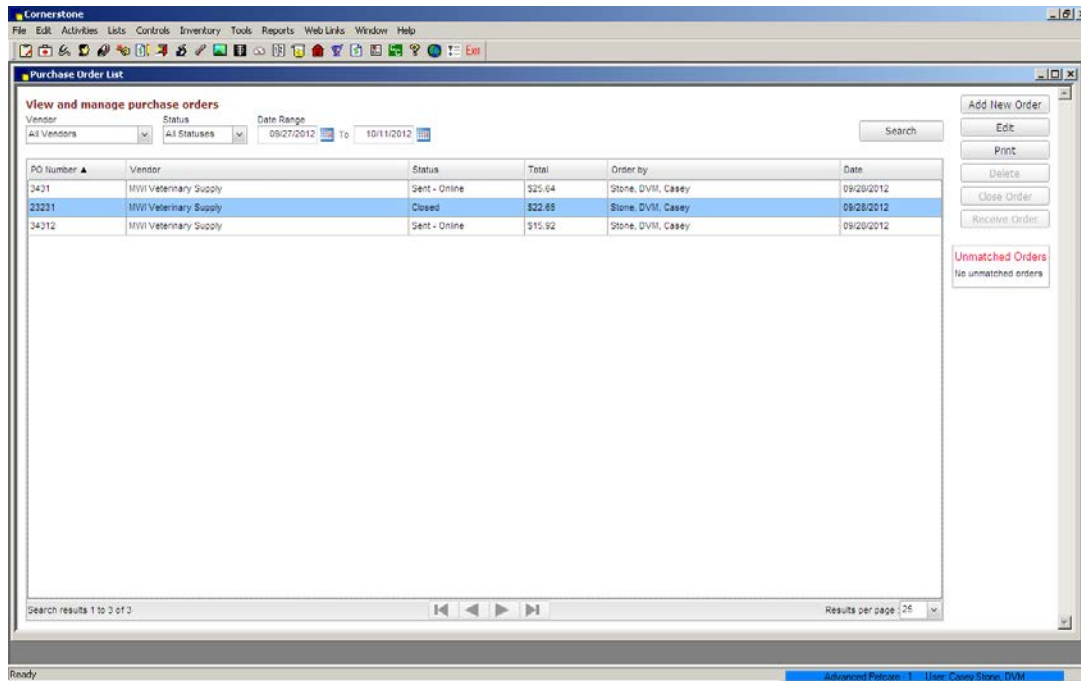 Cornerstone
File Edit Activities Lists Controls Inventory Tools Reports Web Links Window Help
Exit
Purchase Order List
View and manage purchase orders
Vendor Status Date Range
All Vendors All Statuses 09/27/2012 To 10/11/2012 Search
Add New Order
Edit
Print
Delete
Close Order
Receive Order
Unmatched Orders
No unmatched orders
PO Number ▲ Vendor Status Total Order by Date
3431 MWI Veterinary Supply Sent - Online $25.64 Stone, DVM, Casey 09/28/2012
23231 MWI Veterinary Supply Closed $22.65 Stone, DVM, Casey 09/28/2012
34312 MWI Veterinary Supply Sent - Online $15.92 Stone, DVM, Casey 09/28/2012
Search results 1 to 3 of 3 Results per page : 25
Ready Advanced Petcare - 1 User: Casey Stone, DVM